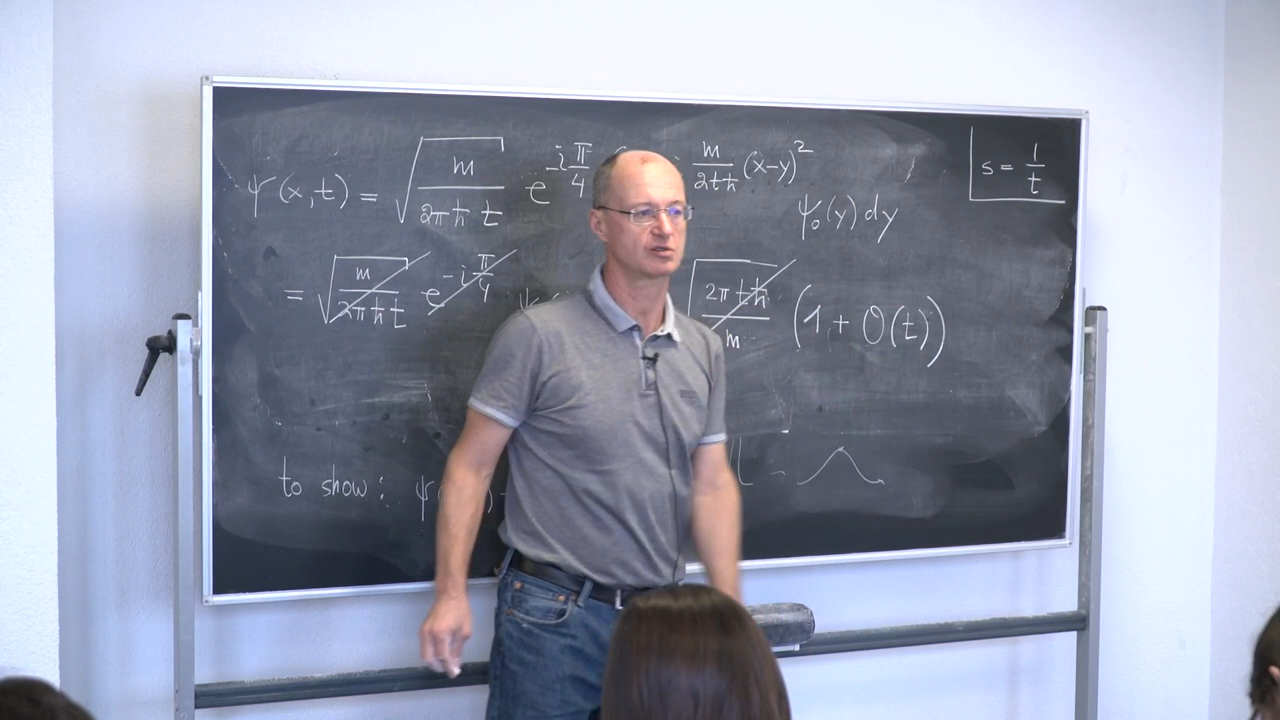 ψ(x,t) = √(m/(2πħt)) e^(-iπ/4) m/(2tħ) (x-y)² ψ₀(y) dy
s = 1/t
= √(m/(2πħt)) e^(-iπ/4) √(2πtħ/m) (1 + O(t))
to show: ψ(